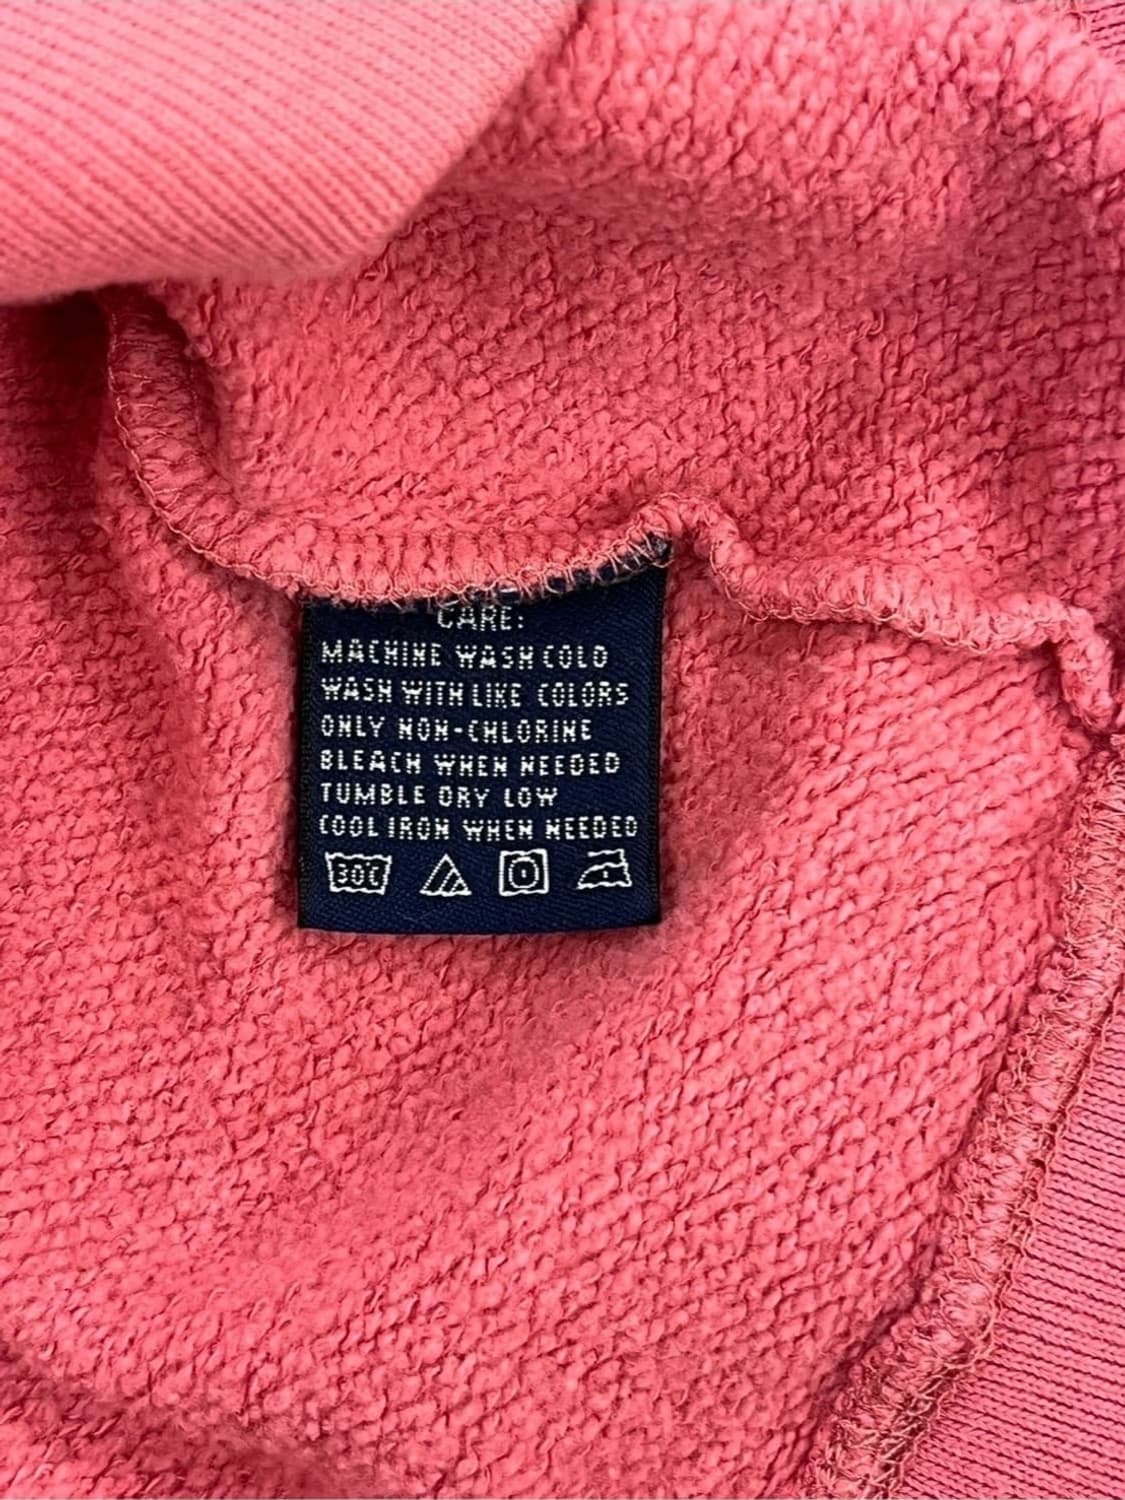 CARE:
MACHINE WASH COLD
WASH WITH LIKE COLORS
ONLY NON-CHLORINE
BLEACH WHEN NEEDED
TUMBLE DRY LOW
COOL IRON WHEN NEEDED
30C